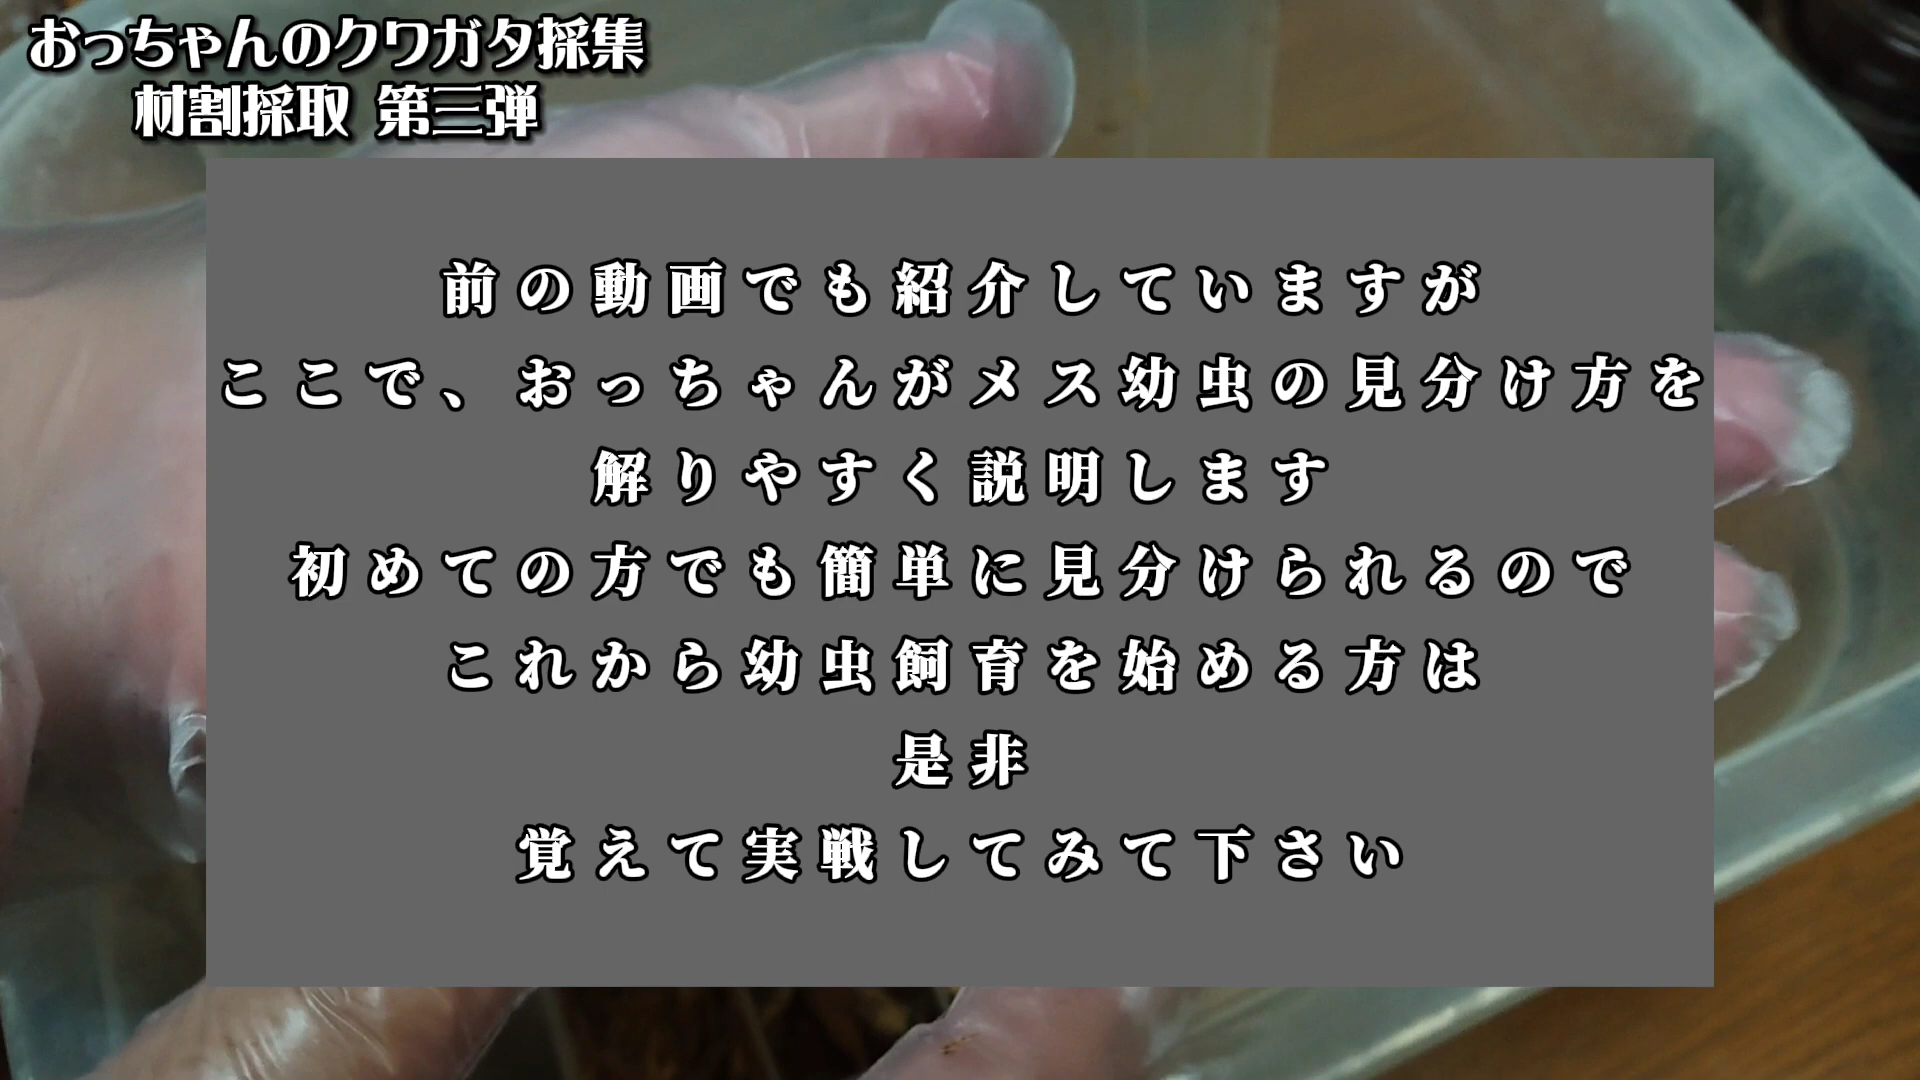 おっちゃんのクワガタ採集
材割採取 第三弾
前の動画でも紹介していますが
ここで、おっちゃんがメス幼虫の見分け方を
解りやすく説明します
初めての方でも簡単に見分けられるので
これから幼虫飼育を始める方は
是非
覚えて実戦してみて下さい